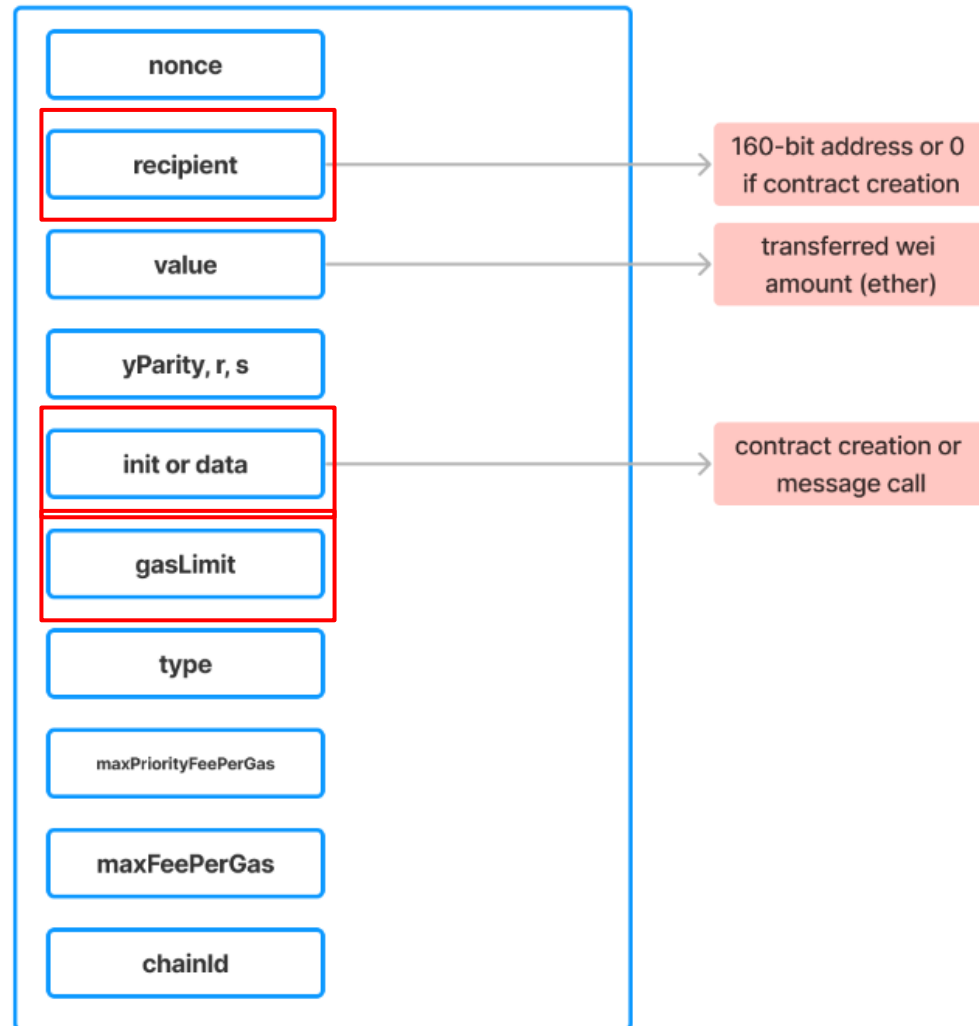 nonce
recipient
160-bit address or 0
if contract creation
value
transferred wei
amount (ether)
yParity, r, s
init or data
contract creation or
message call
gasLimit
type
maxPriorityFeePerGas
maxFeePerGas
chainId